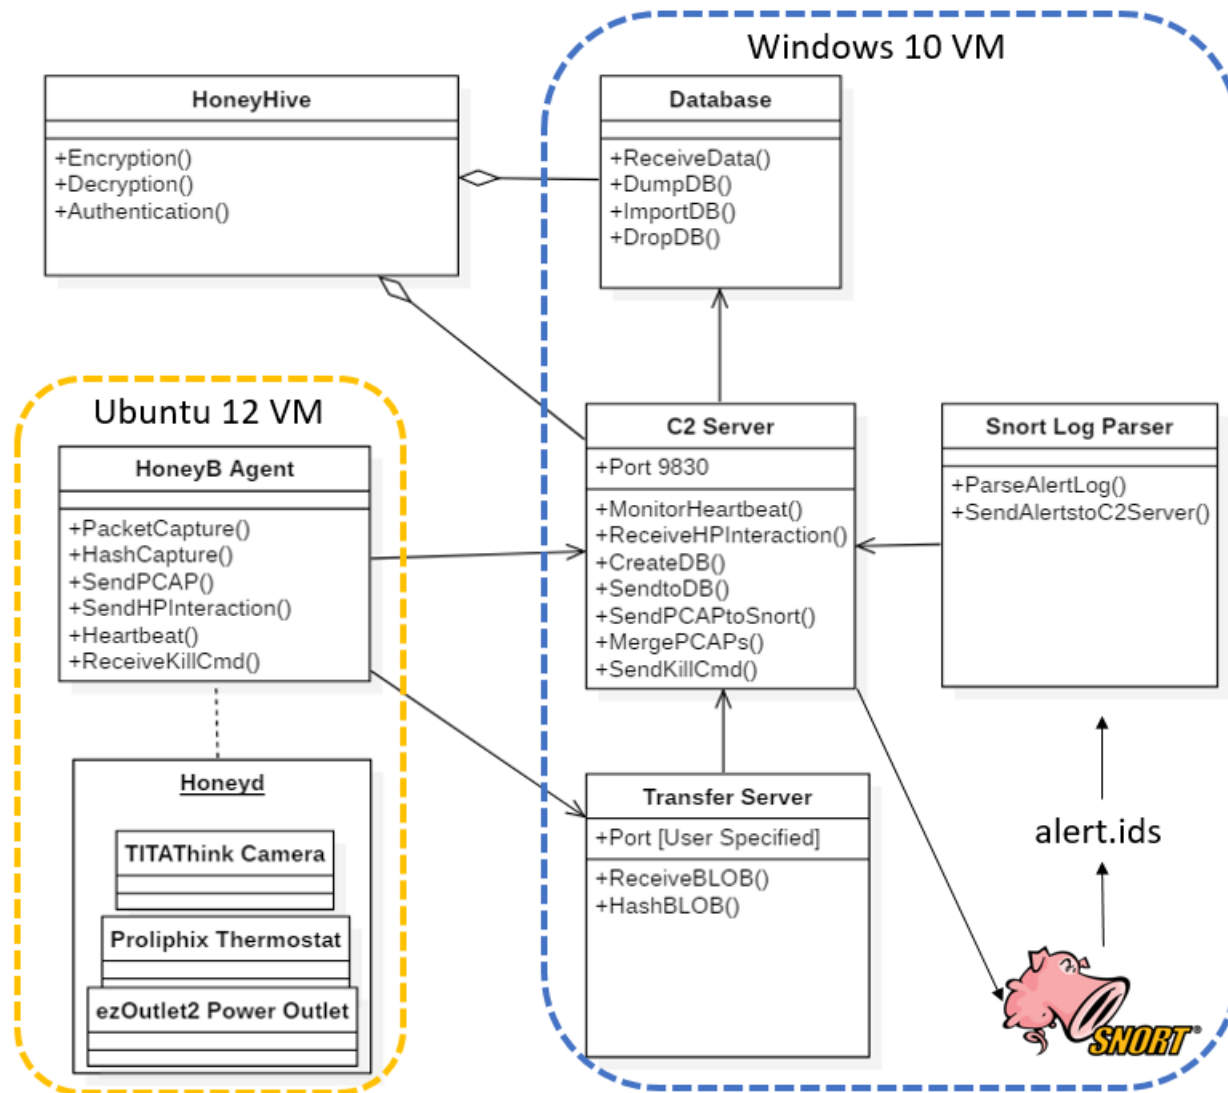 Windows 10 VM
HoneyHive
+Encryption()
+Decryption()
+Authentication()
Database
+ReceiveData()
+DumpDB()
+ImportDB()
+DropDB()
Ubuntu 12 VM
HoneyB Agent
+PacketCapture()
+HashCapture()
+SendPCAP()
+SendHPInteraction()
+Heartbeat()
+ReceiveKillCmd()
C2 Server
+Port 9830
+MonitorHeartbeat()
+ReceiveHPInteraction()
+CreateDB()
+SendtoDB()
+SendPCAPtoSnort()
+MergePCAPs()
+SendKillCmd()
Snort Log Parser
+ParseAlertLog()
+SendAlertstoC2Server()
Honeyd
TITAThink Camera
Proliphix Thermostat
ezOutlet2 Power Outlet
Transfer Server
+Port [User Specified]
+ReceiveBLOB()
+HashBLOB()
alert.ids
SNORT®